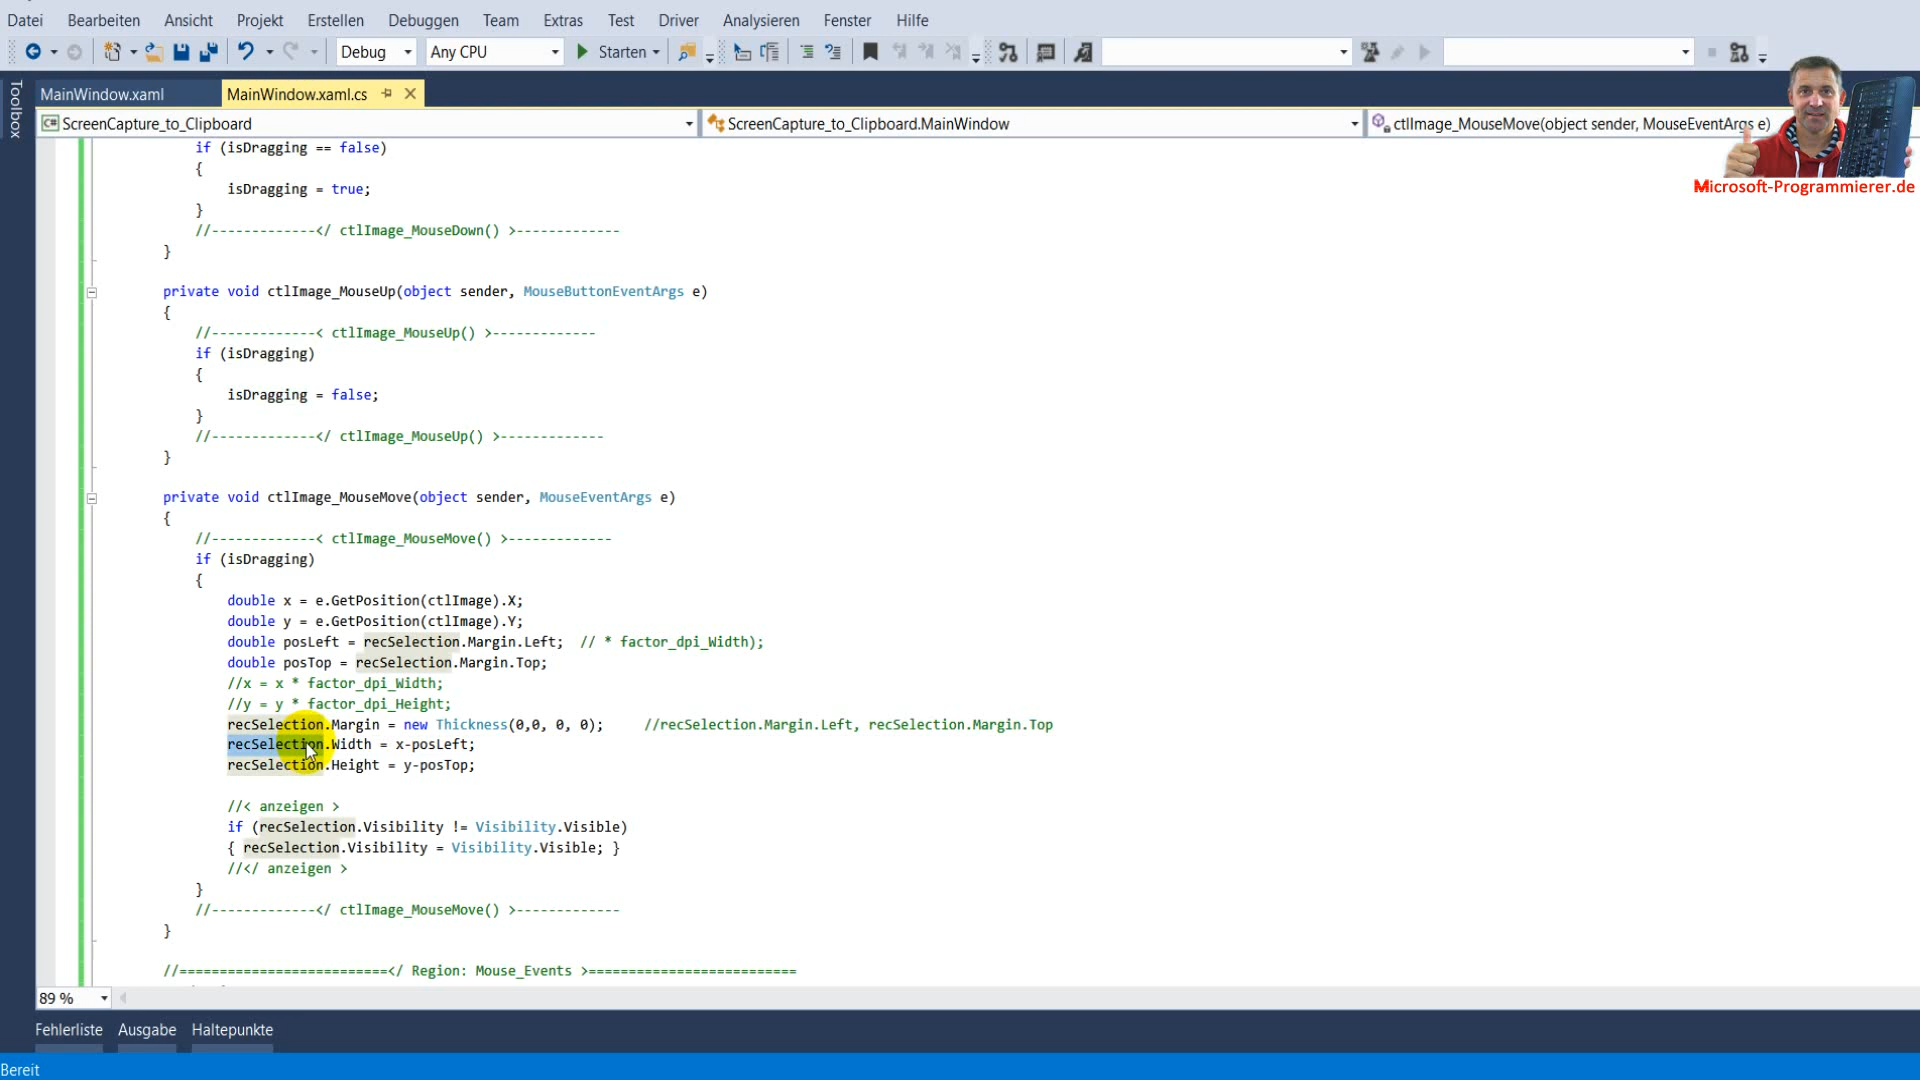 Datei Bearbeiten Ansicht Projekt Erstellen Debuggen Team Extras Test Driver Analysieren Fenster Hilfe
Debug Any CPU Starten
Toolbox
MainWindow.xaml MainWindow.xaml.cs
ScreenCapture_to_Clipboard ScreenCapture_to_Clipboard.MainWindow ctlImage_MouseMove(object sender, MouseEventArgs e)
Microsoft-Programmierer.de
if (isDragging == false)
{
isDragging = true;
}
//-------------</ ctlImage_MouseDown() >-------------
}
private void ctlImage_MouseUp(object sender, MouseButtonEventArgs e)
{
//-------------< ctlImage_MouseUp() >-------------
if (isDragging)
{
isDragging = false;
}
//-------------</ ctlImage_MouseUp() >-------------
}
private void ctlImage_MouseMove(object sender, MouseEventArgs e)
{
//-------------< ctlImage_MouseMove() >-------------
if (isDragging)
{
double x = e.GetPosition(ctlImage).X;
double y = e.GetPosition(ctlImage).Y;
double posLeft = recSelection.Margin.Left;  // * factor_dpi_Width);
double posTop = recSelection.Margin.Top;
//x = x * factor_dpi_Width;
//y = y * factor_dpi_Height;
recSelection.Margin = new Thickness(0,0, 0, 0);     //recSelection.Margin.Left, recSelection.Margin.Top
recSelection.Width = x-posLeft;
recSelection.Height = y-posTop;
//< anzeigen >
if (recSelection.Visibility != Visibility.Visible)
{ recSelection.Visibility = Visibility.Visible; }
//</ anzeigen >
}
//-------------</ ctlImage_MouseMove() >-------------
}
//=========================</ Region: Mouse_Events >==========================
89 %
Fehlerliste Ausgabe Haltepunkte
Bereit